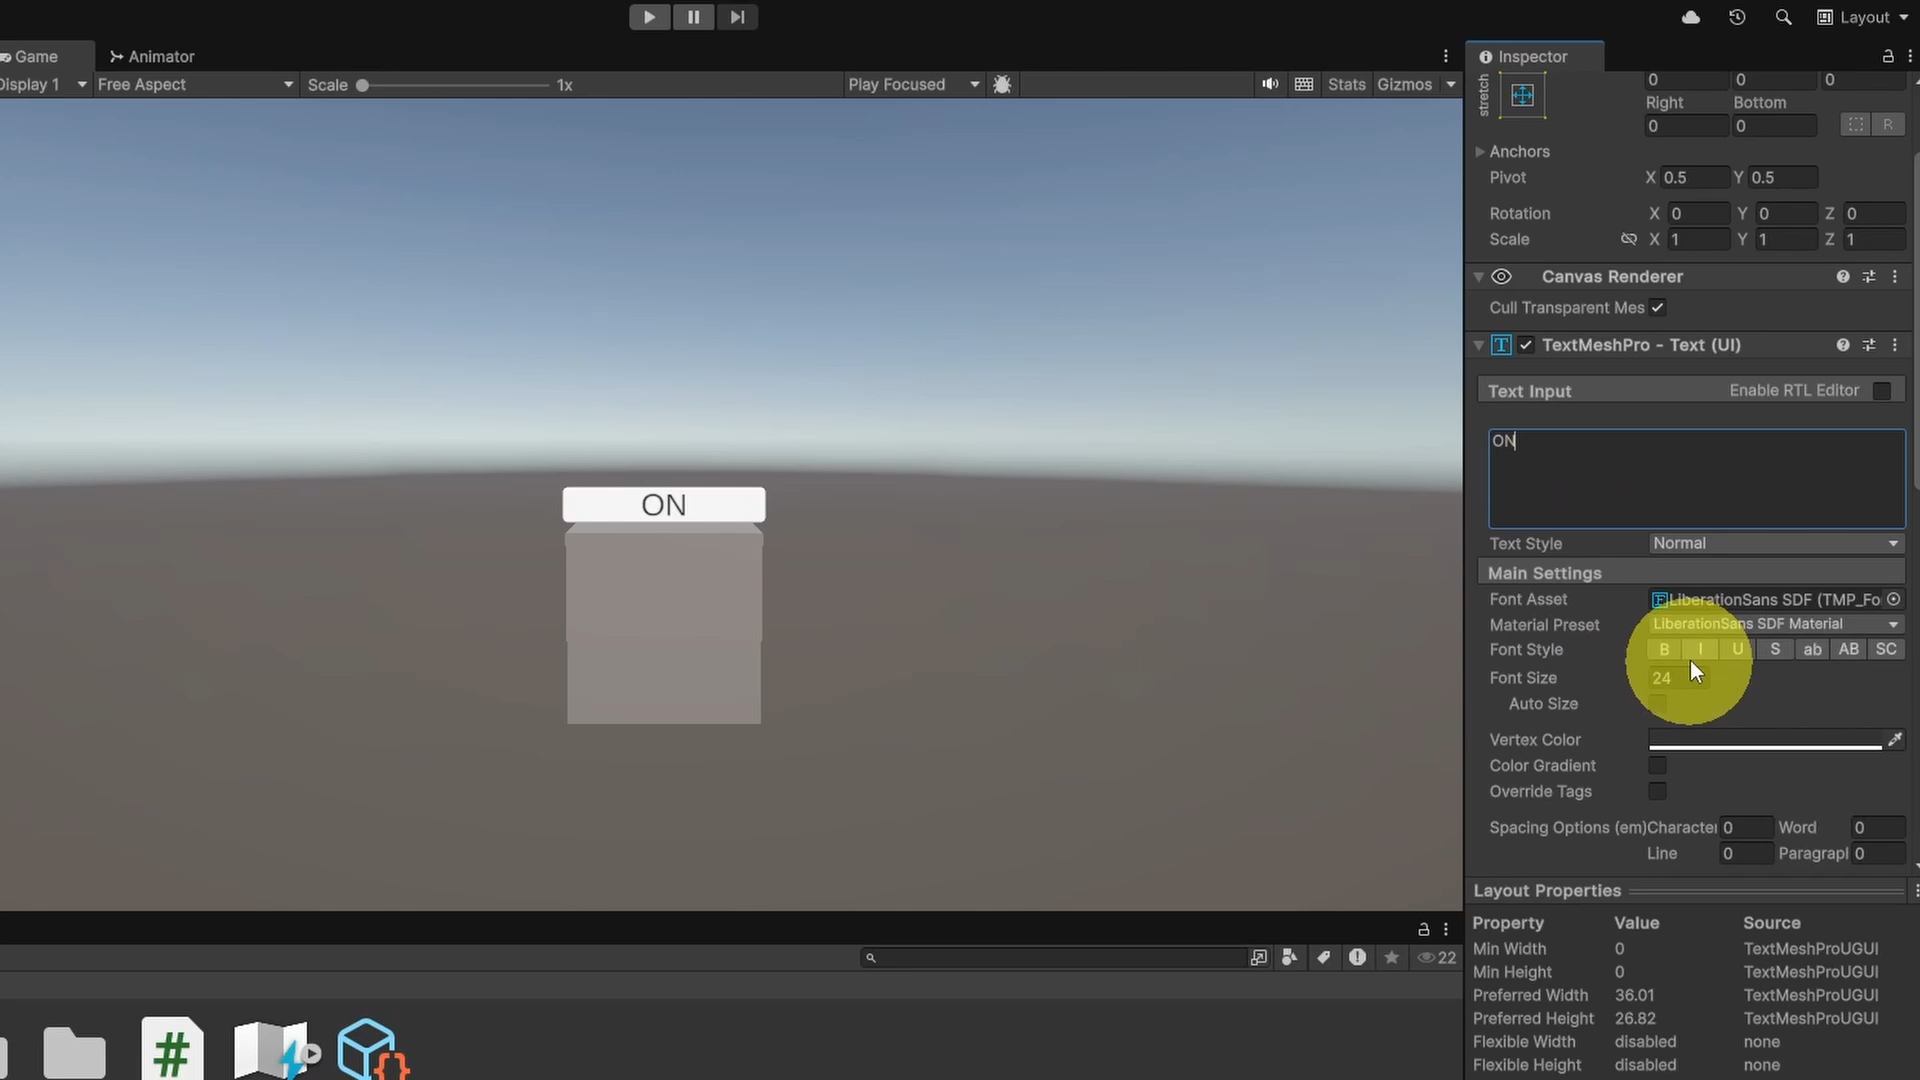 Layout
Game
Animator
Inspector
Display 1
Free Aspect
Scale
1x
Play Focused
Stats
Gizmos
stretch
0
0
0
Right
Bottom
0
0
R
Anchors
Pivot
X 0.5
Y 0.5
Rotation
X 0
Y 0
Z 0
Scale
X 1
Y 1
Z 1
Canvas Renderer
Cull Transparent Mes
TextMeshPro - Text (UI)
Text Input
Enable RTL Editor
ON
ON
Text Style
Normal
Main Settings
Font Asset
LiberationSans SDF (TMP_Fo
Material Preset
LiberationSans SDF Material
Font Style
B
I
U
S
ab
AB
SC
Font Size
24
Auto Size
Vertex Color
Color Gradient
Override Tags
Spacing Options (em)
Character
0
Word
0
Line
0
Paragrapl
0
Layout Properties
Property
Value
Source
Min Width
0
TextMeshProUGUI
Min Height
0
TextMeshProUGUI
Preferred Width
36.01
TextMeshProUGUI
Preferred Height
26.82
TextMeshProUGUI
Flexible Width
disabled
none
Flexible Height
disabled
none
22
#
{}